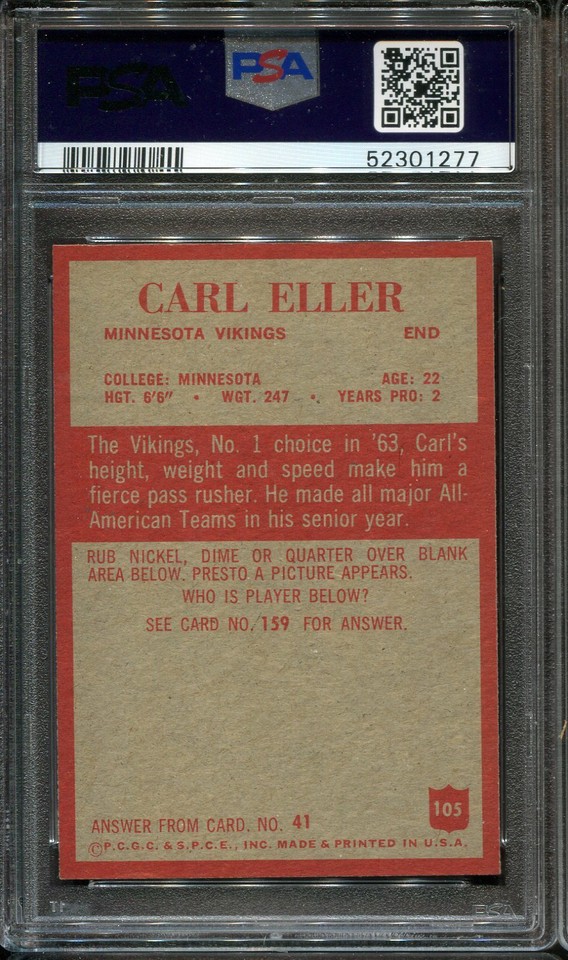 PSA
PSA
52301277
CARL ELLER
MINNESOTA VIKINGS END
COLLEGE: MINNESOTA AGE: 22
HGT. 6'6" • WGT. 247 • YEARS PRO: 2
The Vikings, No. 1 choice in '63, Carl's
height, weight and speed make him a
fierce pass rusher. He made all major All-
American Teams in his senior year.
RUB NICKEL, DIME OR QUARTER OVER BLANK
AREA BELOW. PRESTO A PICTURE APPEARS.
WHO IS PLAYER BELOW?
SEE CARD NO. 159 FOR ANSWER.
105
ANSWER FROM CARD. NO. 41
©P.C.G.C. & S.P.C.E., INC. MADE & PRINTED IN U.S.A.
PSA